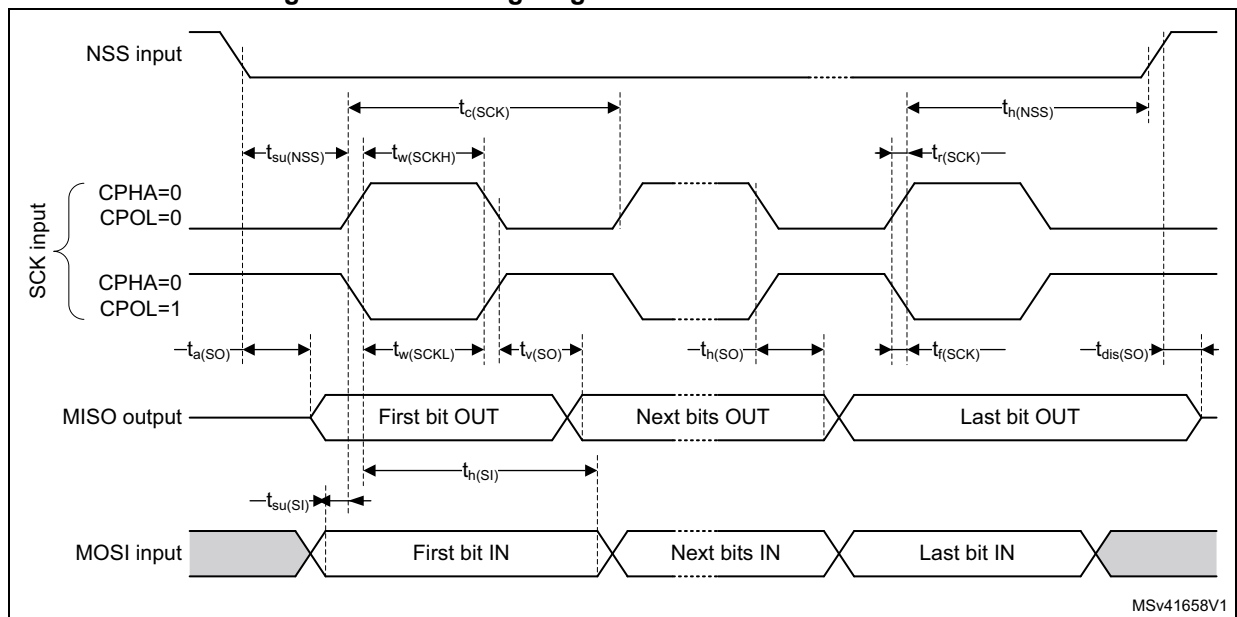 NSS input
tc(SCK)
th(NSS)
tsu(NSS) tw(SCKH) tr(SCK)
SCK input
CPHA=0
CPOL=0
CPHA=0
CPOL=1
ta(SO) tw(SCKL) tv(SO) th(SO) tf(SCK) tdis(SO)
MISO output First bit OUT Next bits OUT Last bit OUT
th(SI)
tsu(SI)
MOSI input First bit IN Next bits IN Last bit IN
MSv41658V1